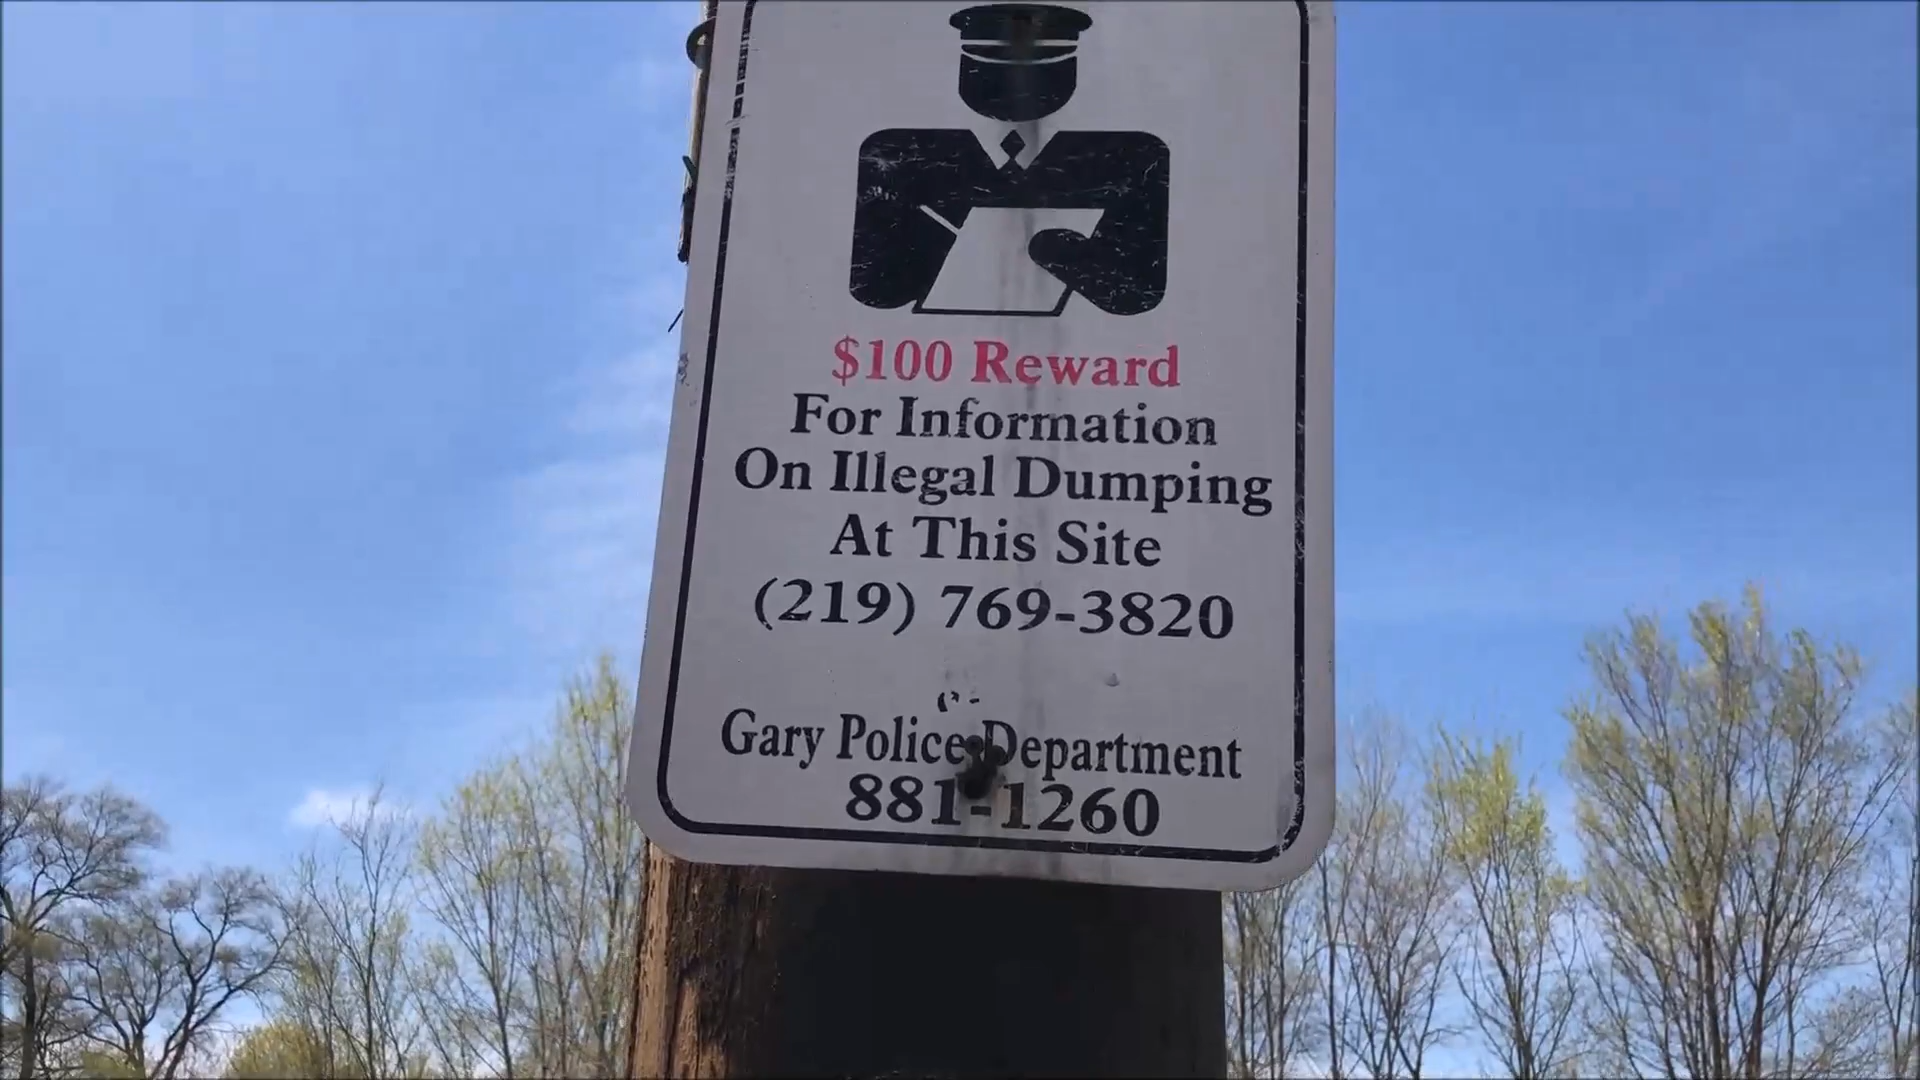 $100 Reward
For Information
On Illegal Dumping
At This Site
(219) 769-3820
Gary Police Department
881-1260